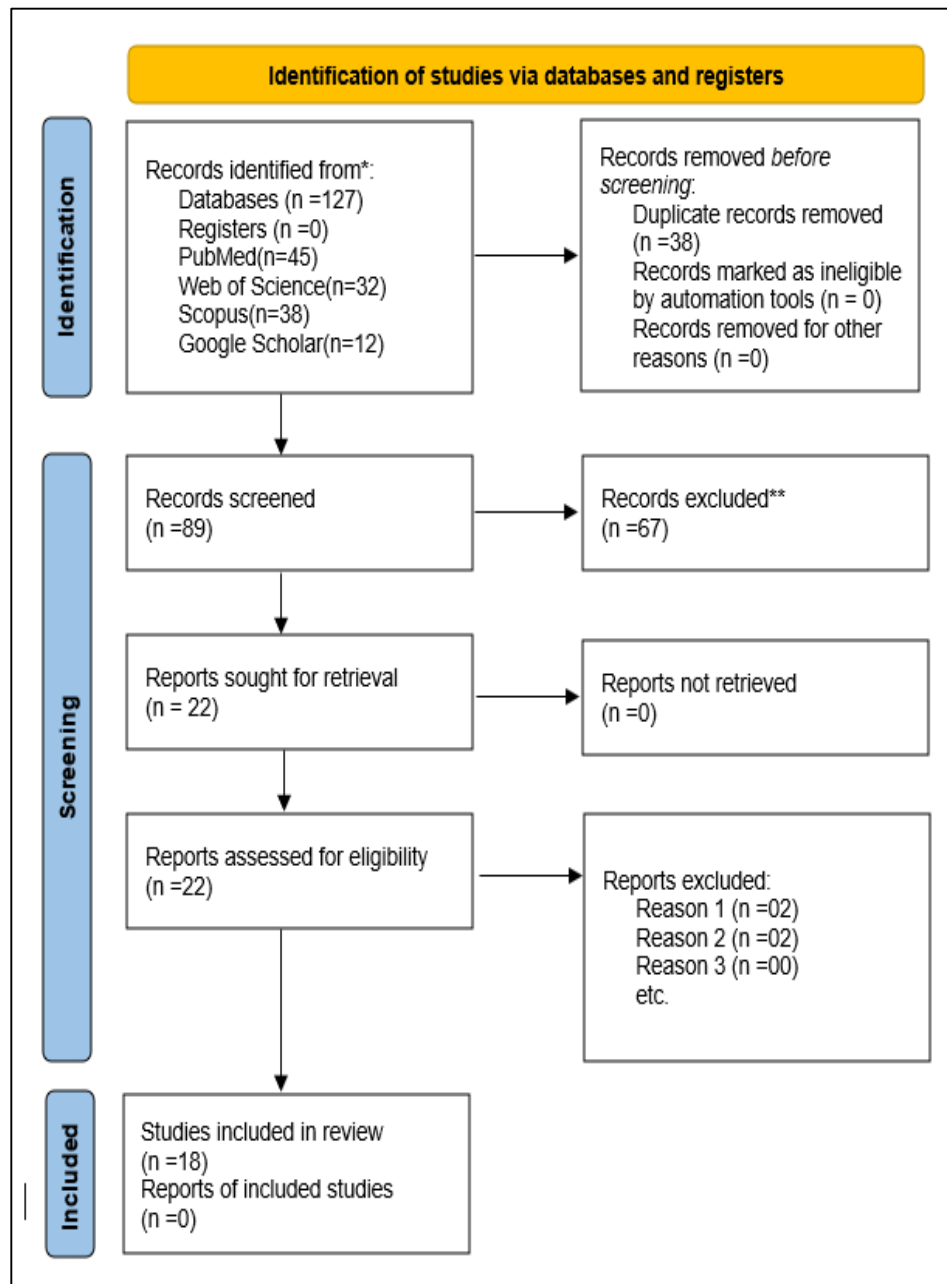 Identification of studies via databases and registers
Identification
Records identified from*:
Databases (n =127)
Registers (n =0)
PubMed(n=45)
Web of Science(n=32)
Scopus(n=38)
Google Scholar(n=12)
Records removed before
screening:
Duplicate records removed
(n =38)
Records marked as ineligible
by automation tools (n = 0)
Records removed for other
reasons (n =0)
Screening
Records screened
(n =89)
Records excluded**
(n =67)
Reports sought for retrieval
(n = 22)
Reports not retrieved
(n =0)
Reports assessed for eligibility
(n =22)
Reports excluded:
Reason 1 (n =02)
Reason 2 (n =02)
Reason 3 (n =00)
etc.
Included
Studies included in review
(n =18)
Reports of included studies
(n =0)